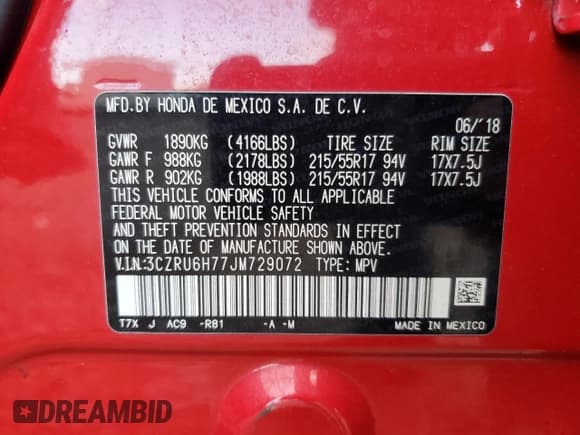 MFD.BY HONDA DE MEXICO S.A. DE C.V.
06/'18
GVWR 1890KG (4166LBS) TIRE SIZE RIM SIZE
GAWR F 988KG (2178LBS) 215/55R17 94V 17X7.5J
GAWR R 902KG (1988LBS) 215/55R17 94V 17X7.5J
THIS VEHICLE CONFORMS TO ALL APPLICABLE
FEDERAL MOTOR VEHICLE SAFETY
AND THEFT PREVENTION STANDARDS IN EFFECT
ON THE DATE OF MANUFACTURE SHOWN ABOVE.
V.I.N.:3CZRU6H77JM729072 TYPE: MPV
T7X J AC9 -R81 -A -M MADE IN MEXICO
DREAMBID